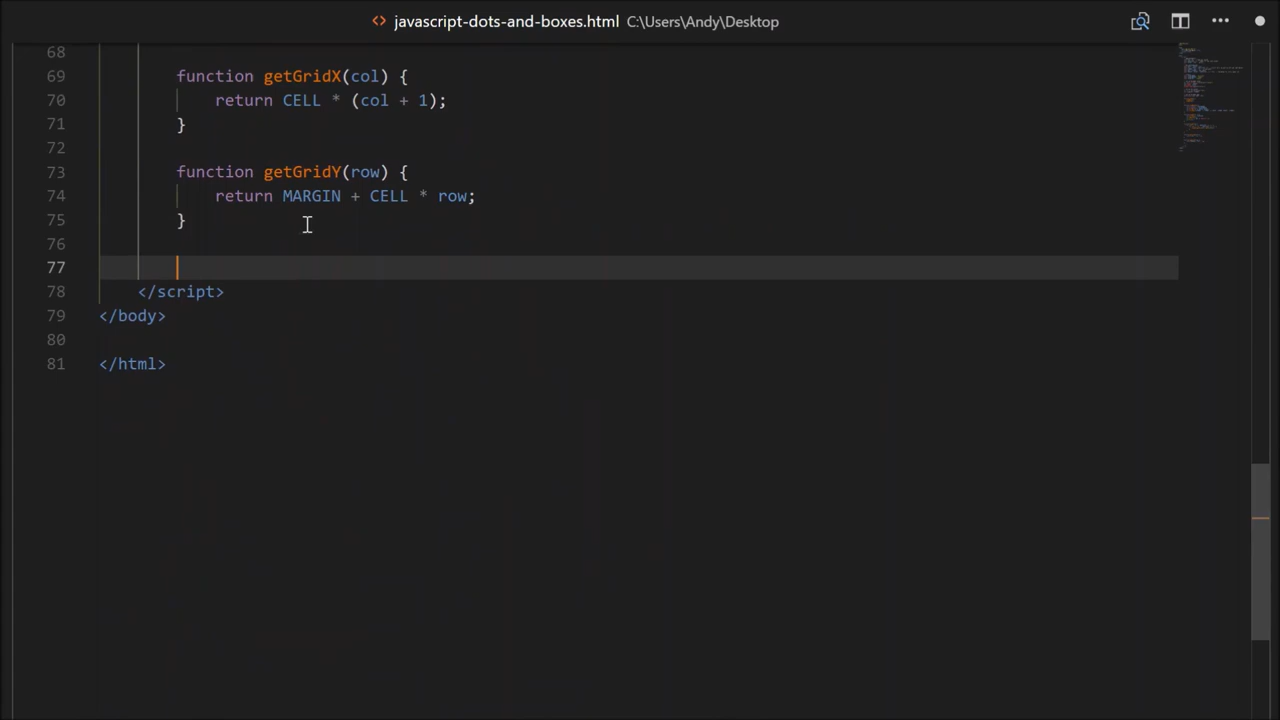 <> javascript-dots-and-boxes.html C:\Users\Andy\Desktop
68
69 function getGridX(col) {
70 return CELL * (col + 1);
71 }
72
73 function getGridY(row) {
74 return MARGIN + CELL * row;
75 }
76
77
78 </script>
79 </body>
80
81 </html>